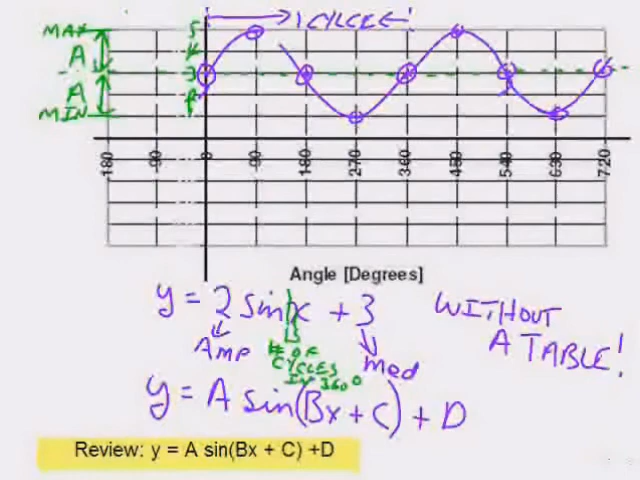 MAX
A
A
MIN
1 CYCLE
5
3
-180
-90
0
90
180
270
360
450
540
630
720
Angle [Degrees]
y = 2 sin 1x + 3
AMP
# OF
CYCLES
IN 360°
med
WITHOUT
A TABLE!
y = A sin(Bx + C) + D
Review: y = A sin(Bx + C) +D